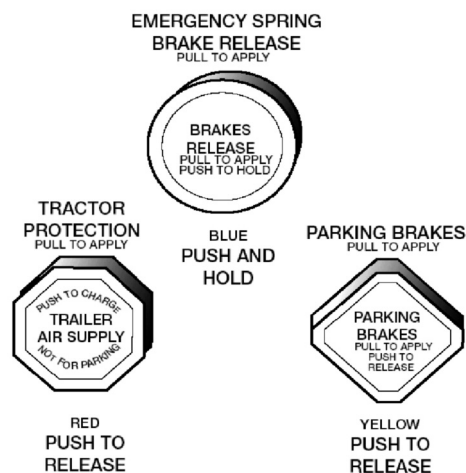 EMERGENCY SPRING
BRAKE RELEASE
PULL TO APPLY
BRAKES
RELEASE
PULL TO APPLY
PUSH TO HOLD
BLUE
PUSH AND
HOLD
TRACTOR
PROTECTION
PULL TO APPLY
PUSH TO CHARGE
TRAILER
AIR SUPPLY
NOT FOR PARKING
RED
PUSH TO
RELEASE
PARKING BRAKES
PULL TO APPLY
PARKING
BRAKES
PULL TO APPLY
PUSH TO
RELEASE
YELLOW
PUSH TO
RELEASE